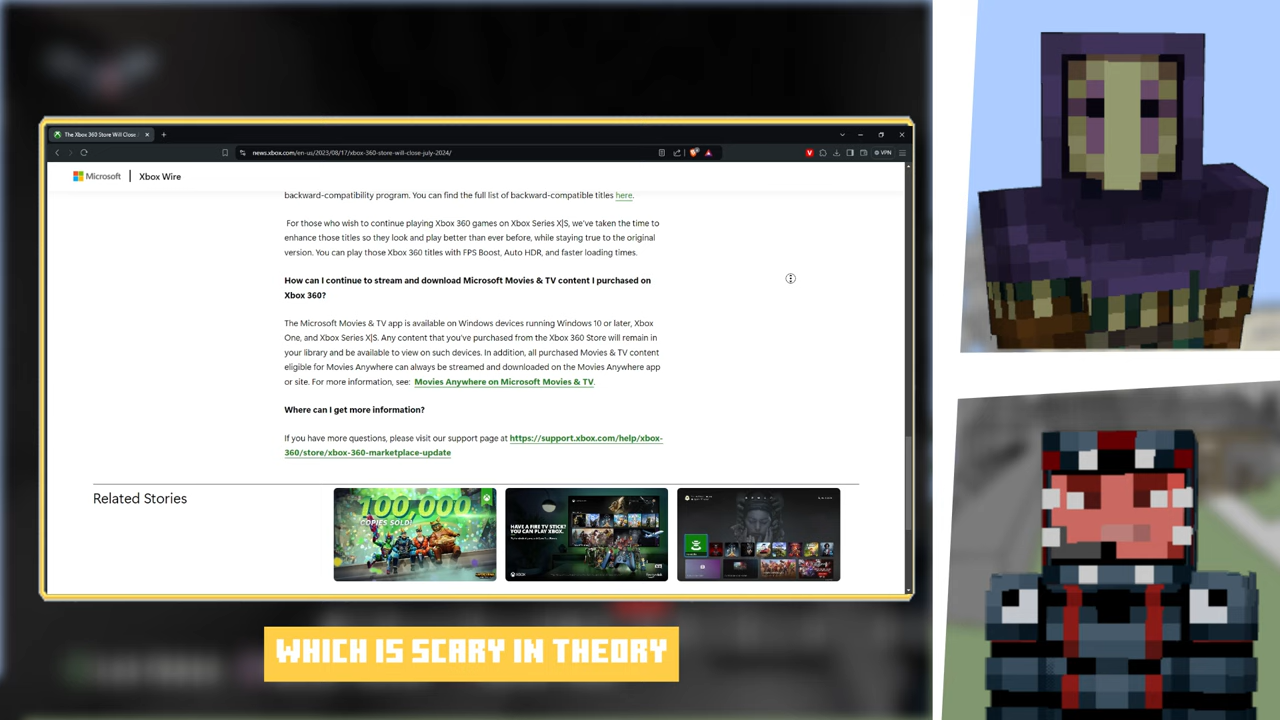 The Xbox 360 Store Will Close
news.xbox.com/en-us/2023/08/17/xbox-360-store-will-close-july-2024/
VPN
Microsoft | Xbox Wire
backward-compatibility program. You can find the full list of backward-compatible titles here.
For those who wish to continue playing Xbox 360 games on Xbox Series X|S, we've taken the time to
enhance those titles so they look and play better than ever before, while staying true to the original
version. You can play those Xbox 360 titles with FPS Boost, Auto HDR, and faster loading times.
How can I continue to stream and download Microsoft Movies & TV content I purchased on
Xbox 360?
The Microsoft Movies & TV app is available on Windows devices running Windows 10 or later, Xbox
One, and Xbox Series X|S. Any content that you've purchased from the Xbox 360 Store will remain in
your library and be available to view on such devices. In addition, all purchased Movies & TV content
eligible for Movies Anywhere can always be streamed and downloaded on the Movies Anywhere app
or site. For more information, see: Movies Anywhere on Microsoft Movies & TV.
Where can I get more information?
If you have more questions, please visit our support page at https://support.xbox.com/help/xbox-
360/store/xbox-360-marketplace-update
Related Stories
100,000
COPIES SOLD!
HAVE A FIRE TV STICK?
YOU CAN PLAY XBOX.
XBOX
WHICH IS SCARY IN THEORY